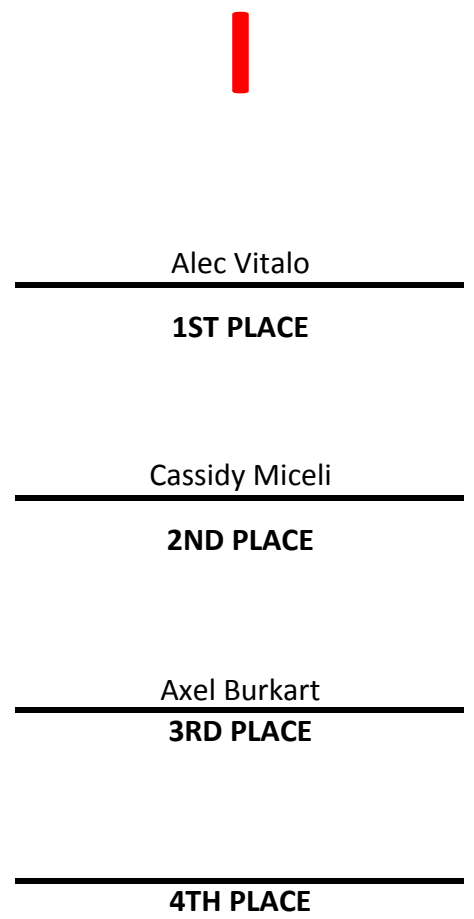 I
Alec Vitalo
1ST PLACE
Cassidy Miceli
2ND PLACE
Axel Burkart
3RD PLACE
4TH PLACE